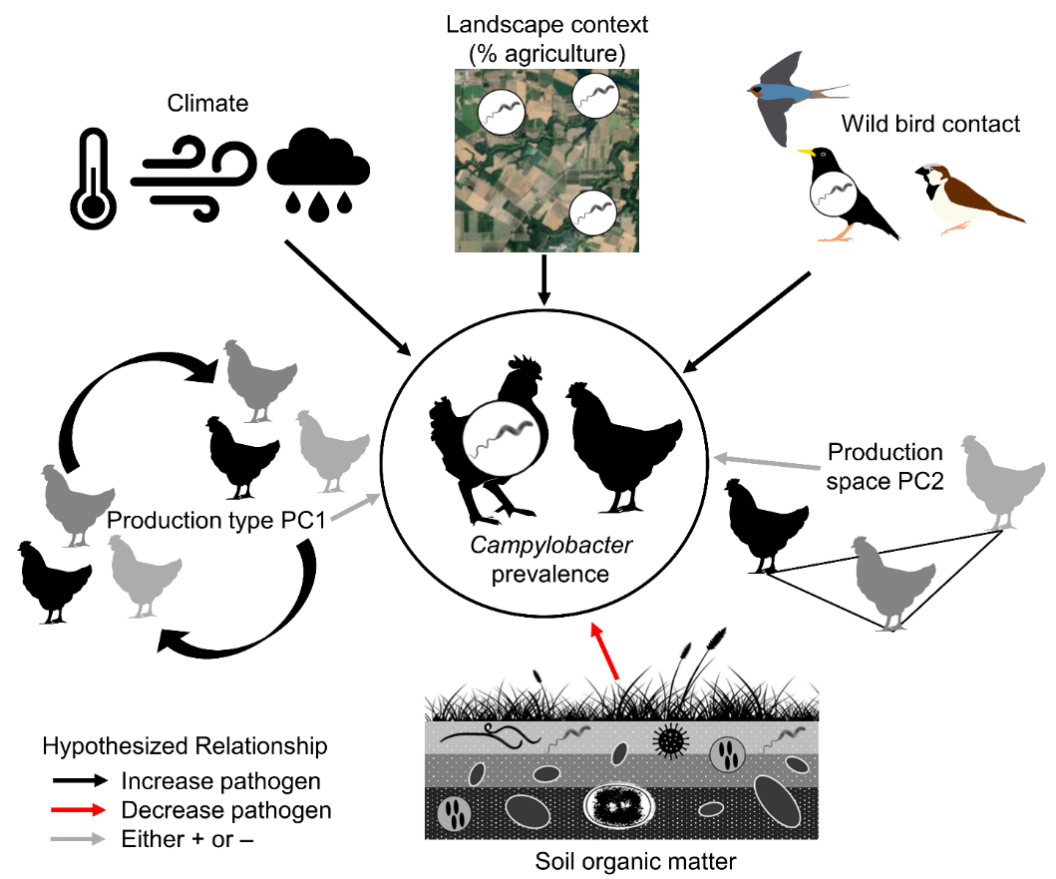 Landscape context
(% agriculture)
Climate
Wild bird contact
Production type PC1
Production
space PC2
Campylobacter
prevalence
Hypothesized Relationship
Increase pathogen
Decrease pathogen
Either + or –
Soil organic matter